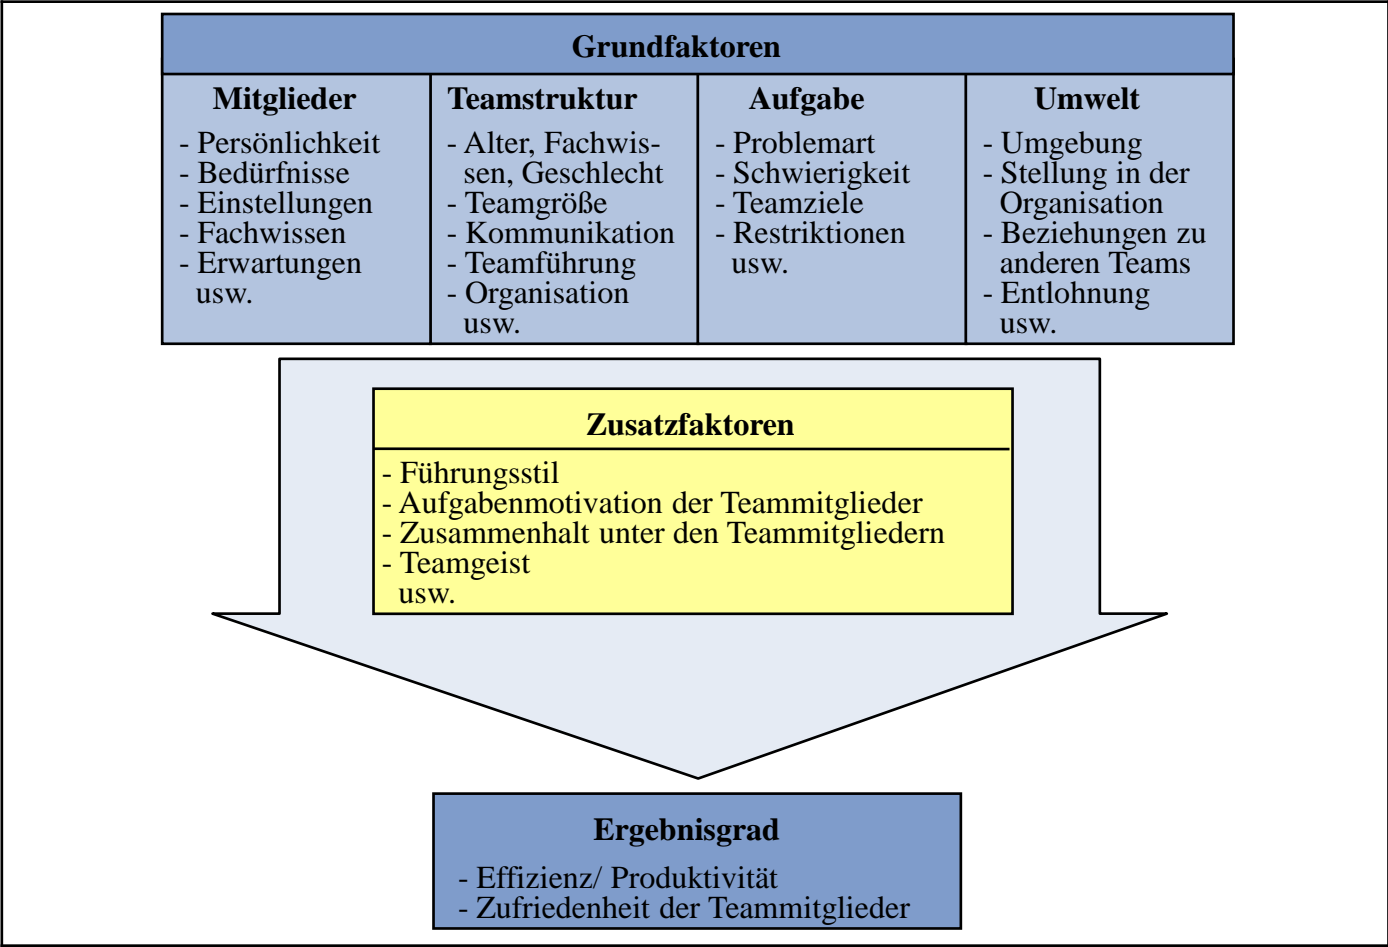 Grundfaktoren
Mitglieder
- Persönlichkeit
- Bedürfnisse
- Einstellungen
- Fachwissen
- Erwartungen
usw.
Teamstruktur
- Alter, Fachwis-
sen, Geschlecht
- Teamgröße
- Kommunikation
- Teamführung
- Organisation
usw.
Aufgabe
- Problemart
- Schwierigkeit
- Teamziele
- Restriktionen
usw.
Umwelt
- Umgebung
- Stellung in der
Organisation
- Beziehungen zu
anderen Teams
- Entlohnung
usw.
Zusatzfaktoren
- Führungsstil
- Aufgabenmotivation der Teammitglieder
- Zusammenhalt unter den Teammitgliedern
- Teamgeist
usw.
Ergebnisgrad
- Effizienz/ Produktivität
- Zufriedenheit der Teammitglieder